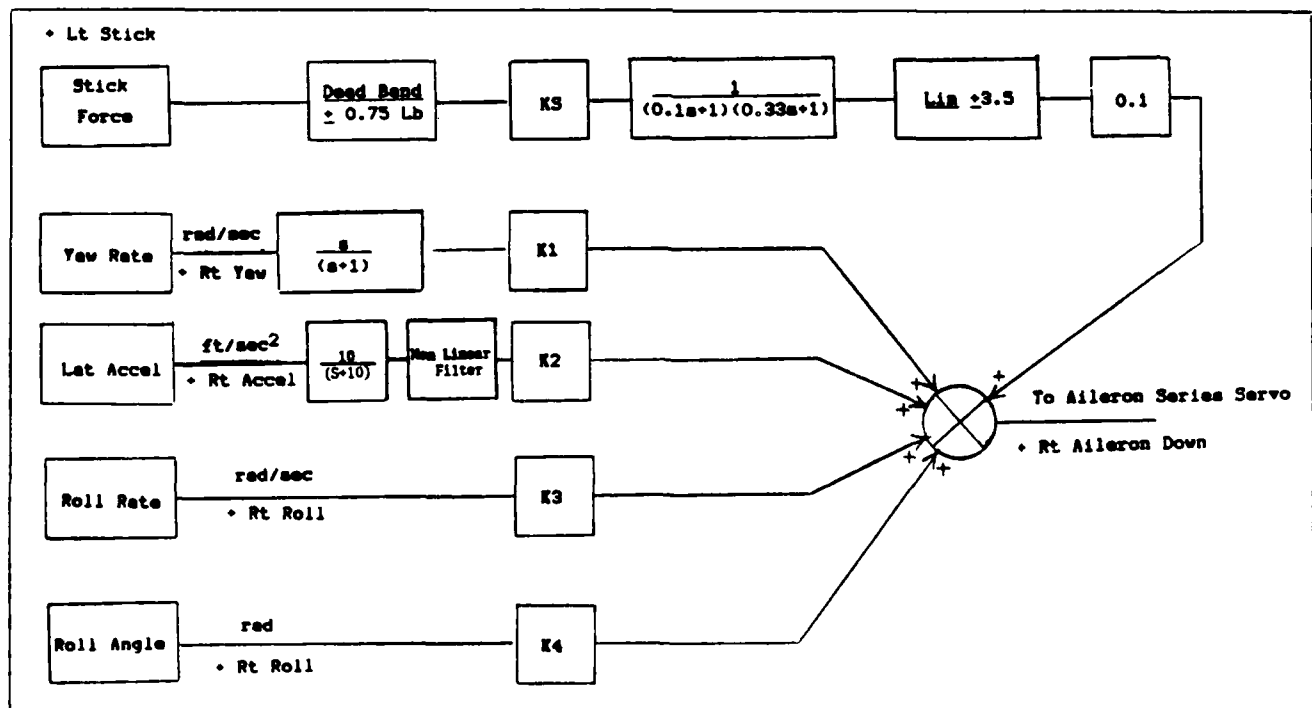 + Lt Stick
Stick
Force
Dead Band
± 0.75 Lb
KS
1
(0.1s+1)(0.33s+1)
Lim ±3.5
0.1
Yaw Rate
rad/sec
+ Rt Yaw
s
(s+1)
K1
Lat Accel
ft/sec²
+ Rt Accel
10
(S+10)
Non Linear
Filter
K2
+
+
+
+
+
To Aileron Series Servo
+ Rt Aileron Down
Roll Rate
rad/sec
+ Rt Roll
K3
Roll Angle
rad
+ Rt Roll
K4